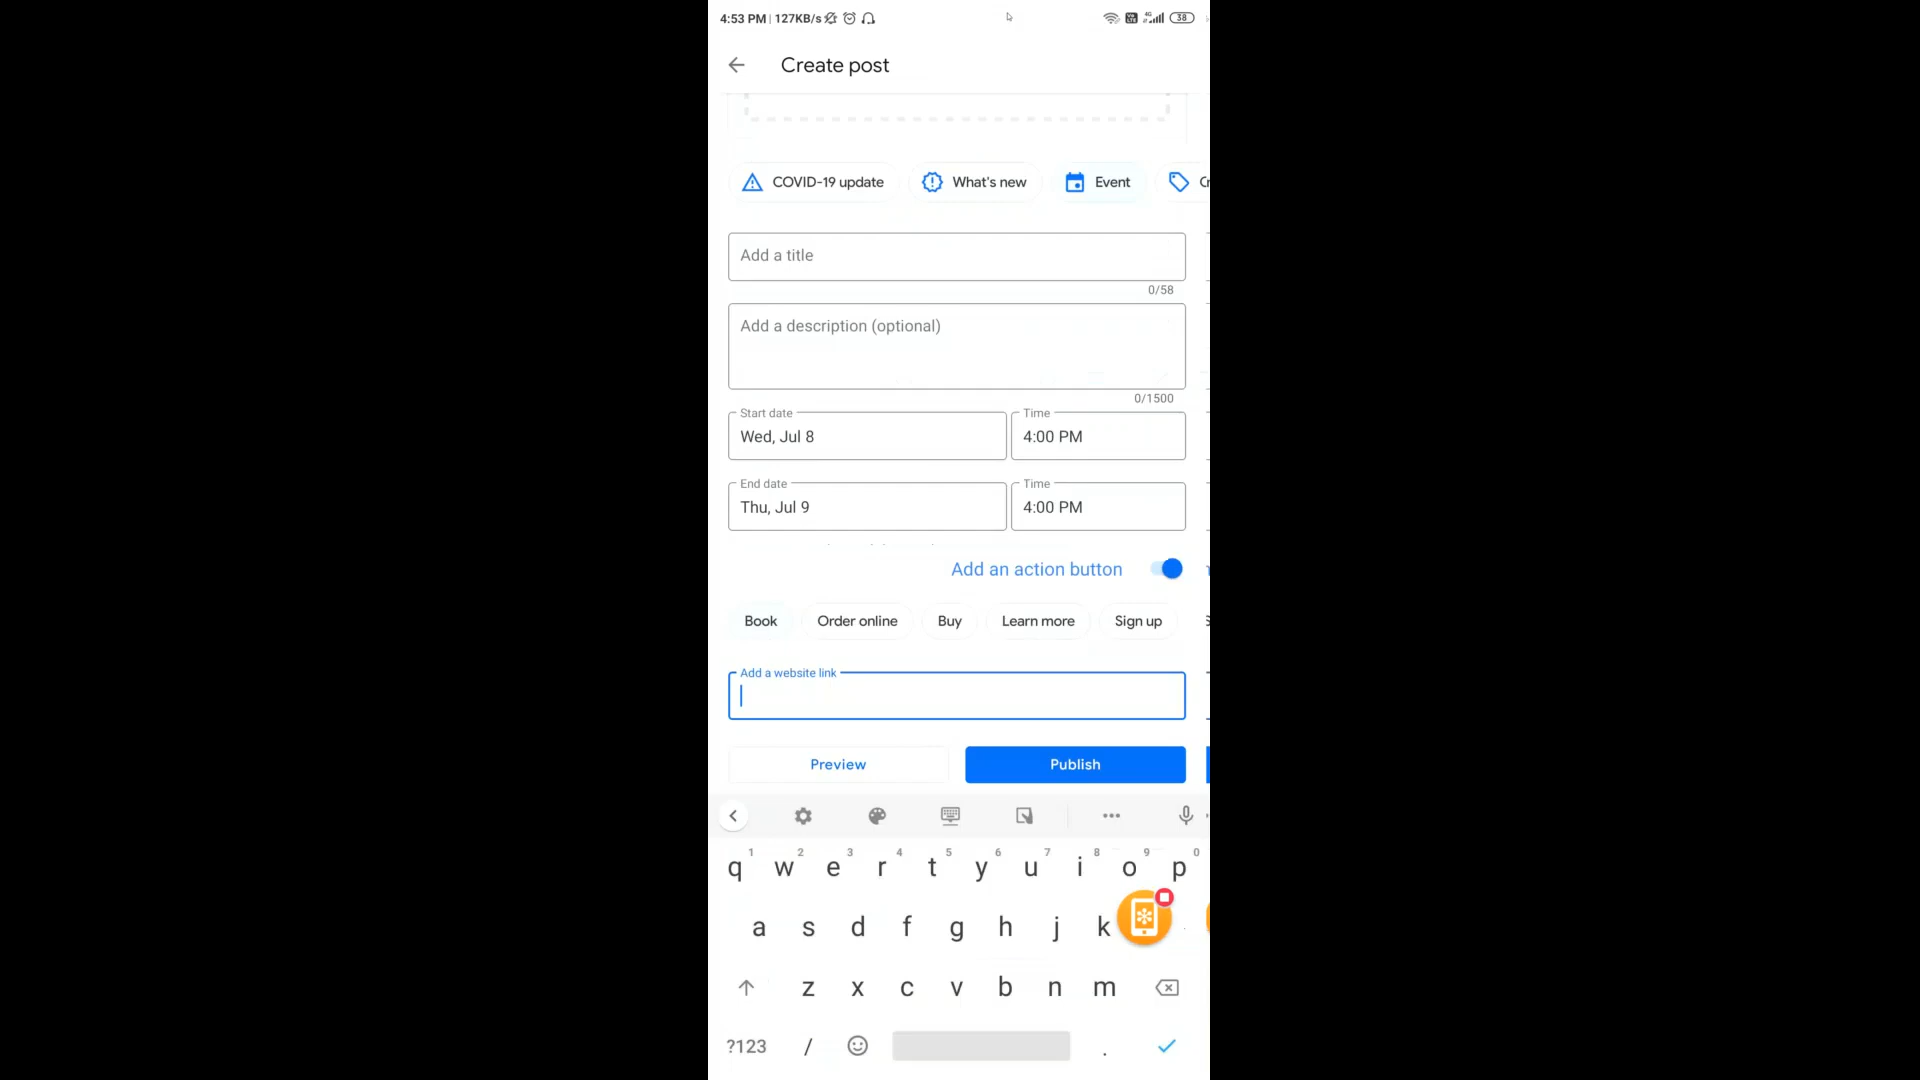 4:53 PM | 127KB/s 4G 38
Create post
COVID-19 update What's new Event
Add a title
0/58
Add a description (optional)
0/1500
Start date Time
Wed, Jul 8 4:00 PM
End date Time
Thu, Jul 9 4:00 PM
Add an action button
Book Order online Buy Learn more Sign up
Add a website link
Preview Publish
1 2 3 4 5 6 7 8 9 0
q w e r t y u i o p
a s d f g h j k
z x c v b n m
?123 / .